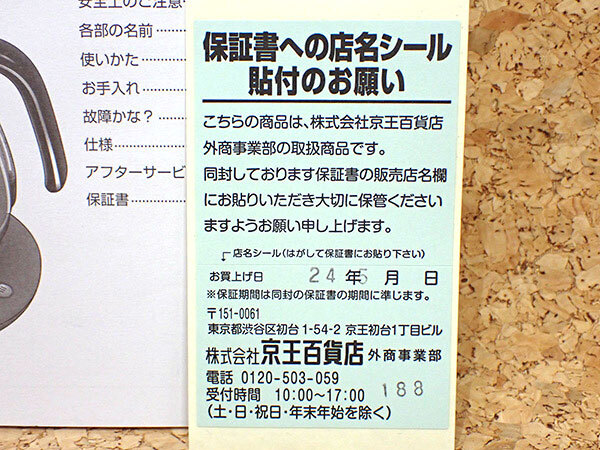 安全上のご注意
各部の名前
使いかた
お手入れ
故障かな？
仕様
アフターサービ
保証書
保証書への店名シール
貼付のお願い
こちらの商品は、株式会社京王百貨店
外商事業部の取扱商品です。
同封しております保証書の販売店名欄
にお貼りいただき大切に保管ください
ますようお願い申し上げます。
店名シール(はがして保証書にお貼り下さい)
お買上げ日 24年5月 日
※保証期間は同封の保証書の期間に準じます。
〒151-0061
東京都渋谷区初台1-54-2 京王初台1丁目ビル
株式会社京王百貨店 外商事業部
電話 0120-503-059
受付時間 10:00～17:00 188
(土・日・祝日・年末年始を除く)